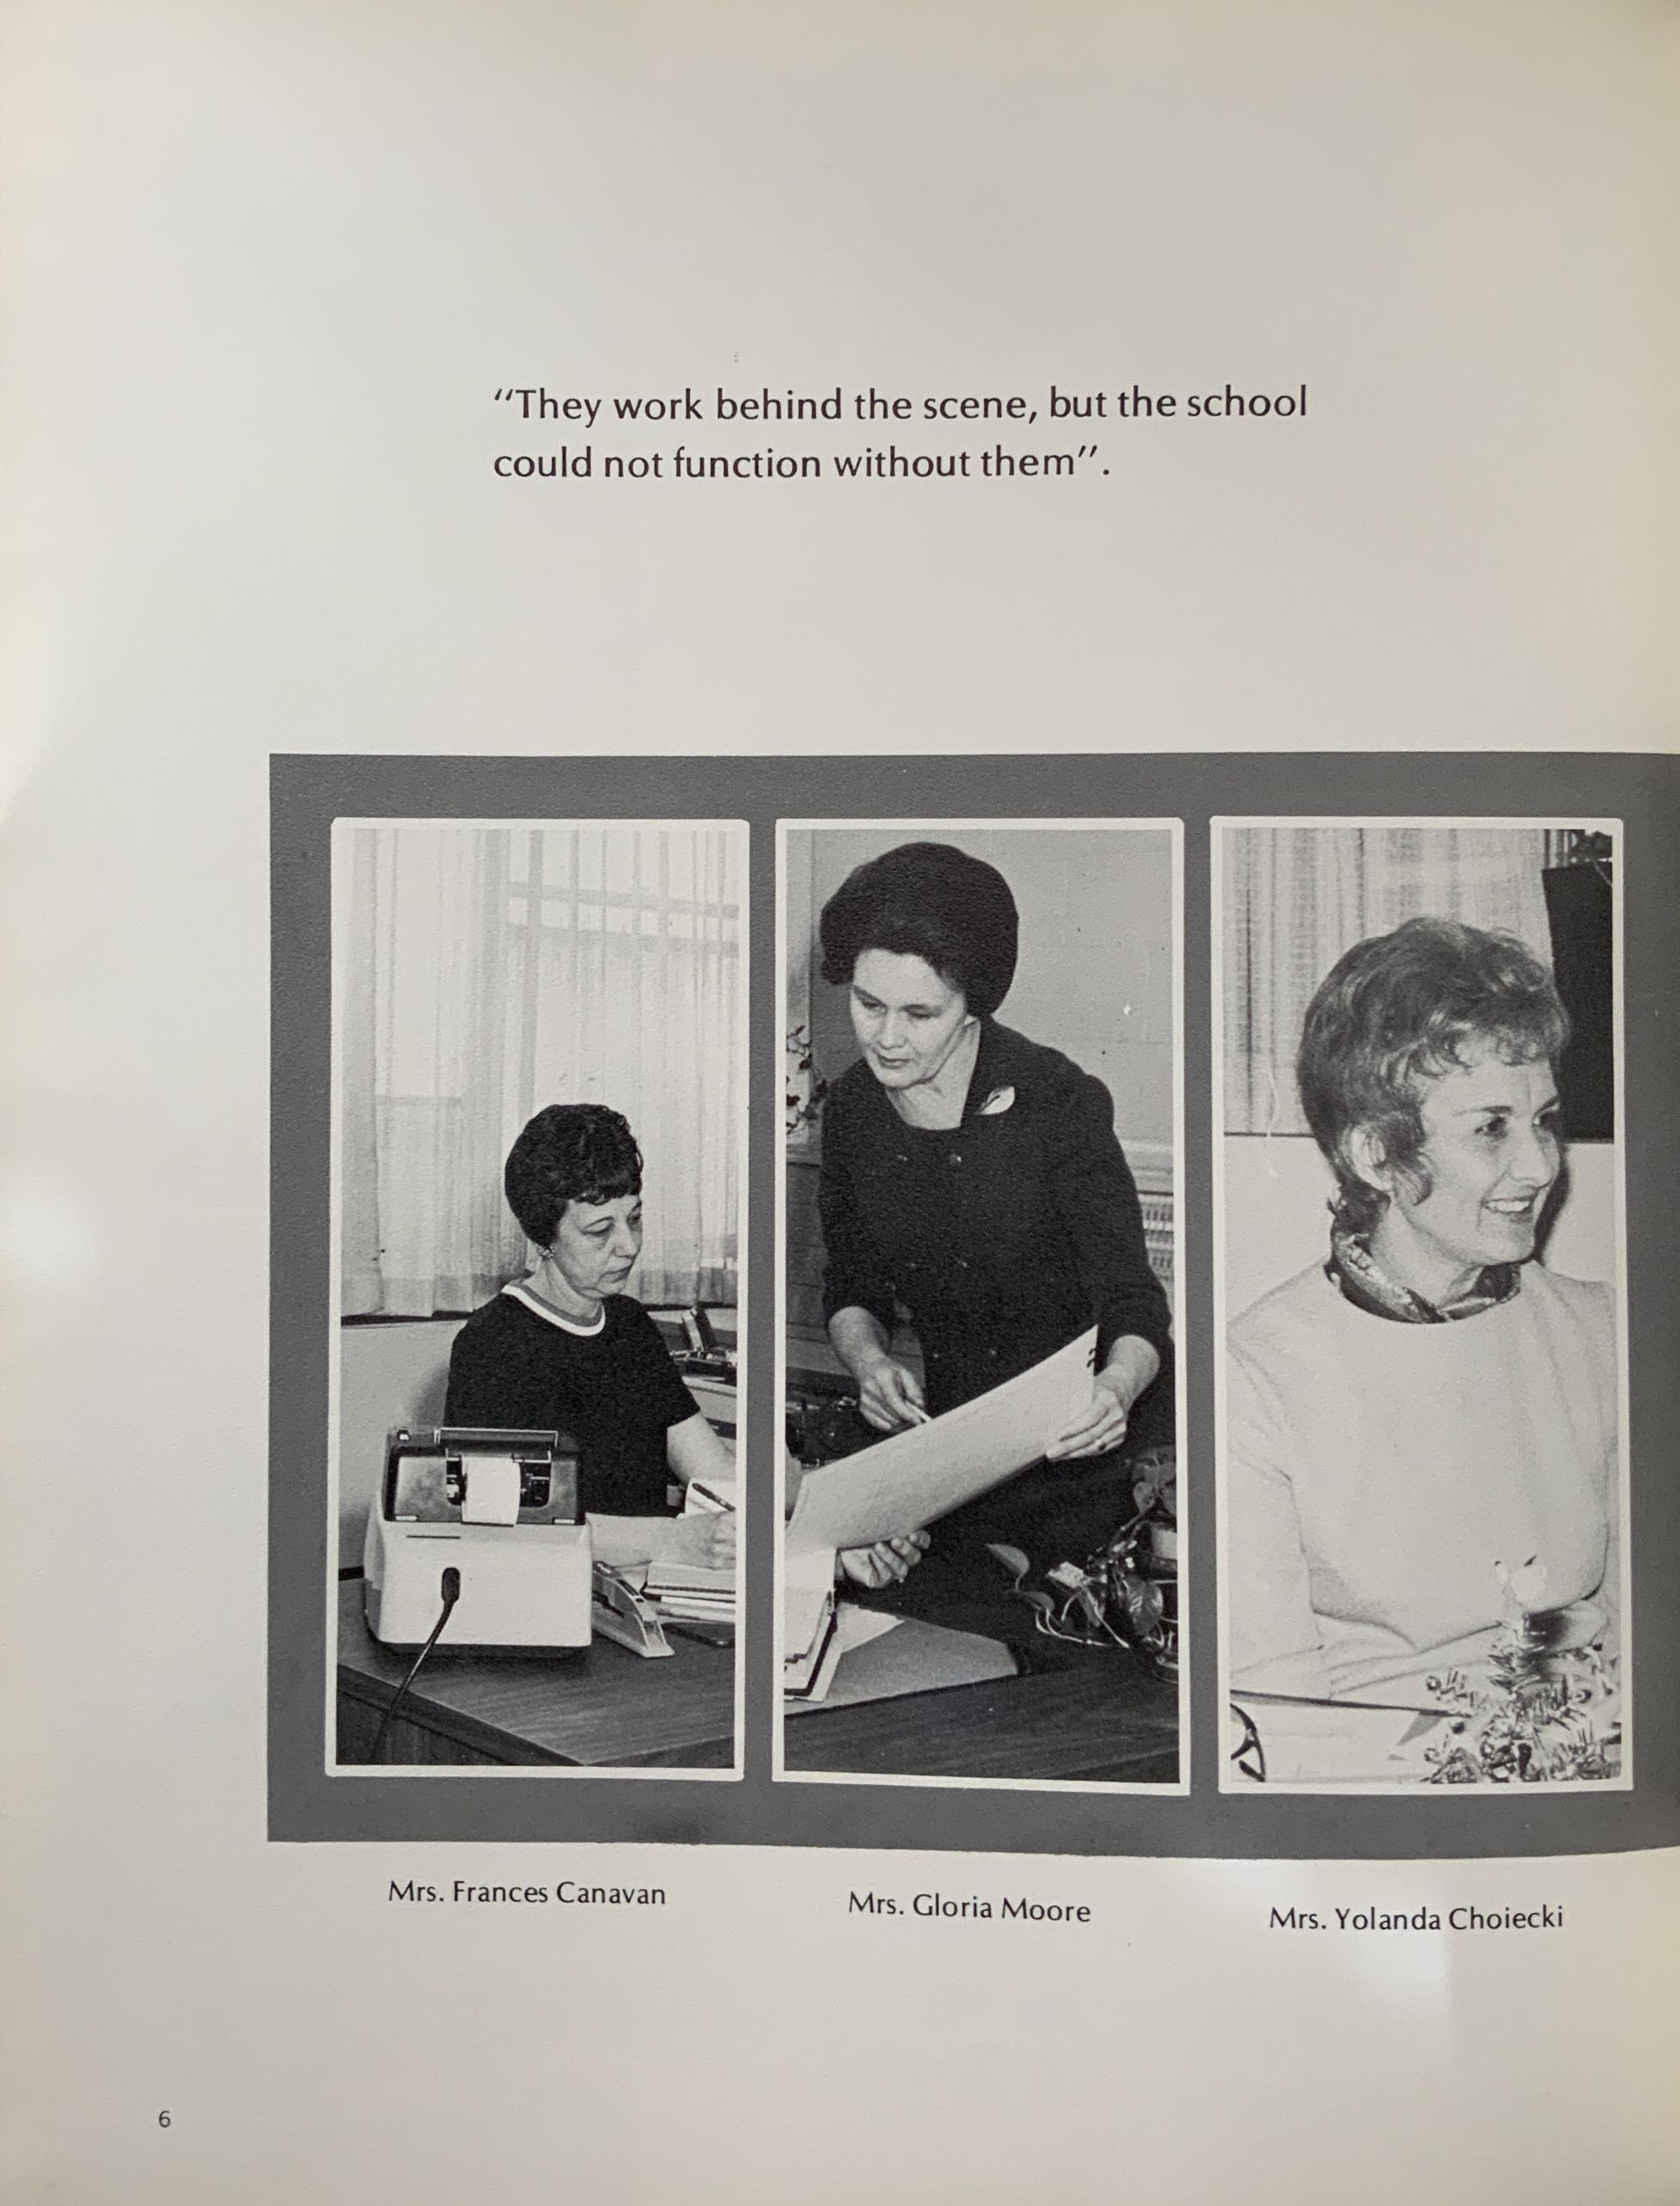 "They work behind the scene, but the school
could not function without them".
Mrs. Frances Canavan
Mrs. Gloria Moore
Mrs. Yolanda Choiecki
6